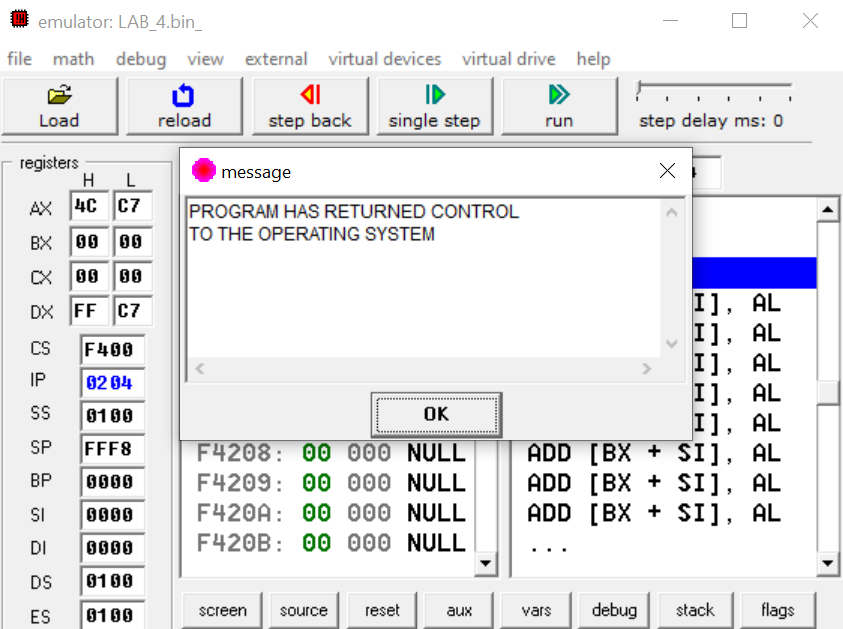 emulator: LAB_4.bin_
file math debug view external virtual devices virtual drive help
Load reload step back single step run step delay ms: 0
registers
H L
message
PROGRAM HAS RETURNED CONTROL
TO THE OPERATING SYSTEM
OK
AX 4C C7
BX 00 00
CX 00 00
DX FF C7
CS F400
IP 0204
SS 0100
SP FFF8
BP 0000
SI 0000
DI 0000
DS 0100
ES 0100
I], AL
I], AL
I], AL
I], AL
I], AL
F4208: 00 000 NULL ADD [BX + SI], AL
F4209: 00 000 NULL ADD [BX + SI], AL
F420A: 00 000 NULL ADD [BX + SI], AL
F420B: 00 000 NULL ...
screen source reset aux vars debug stack flags